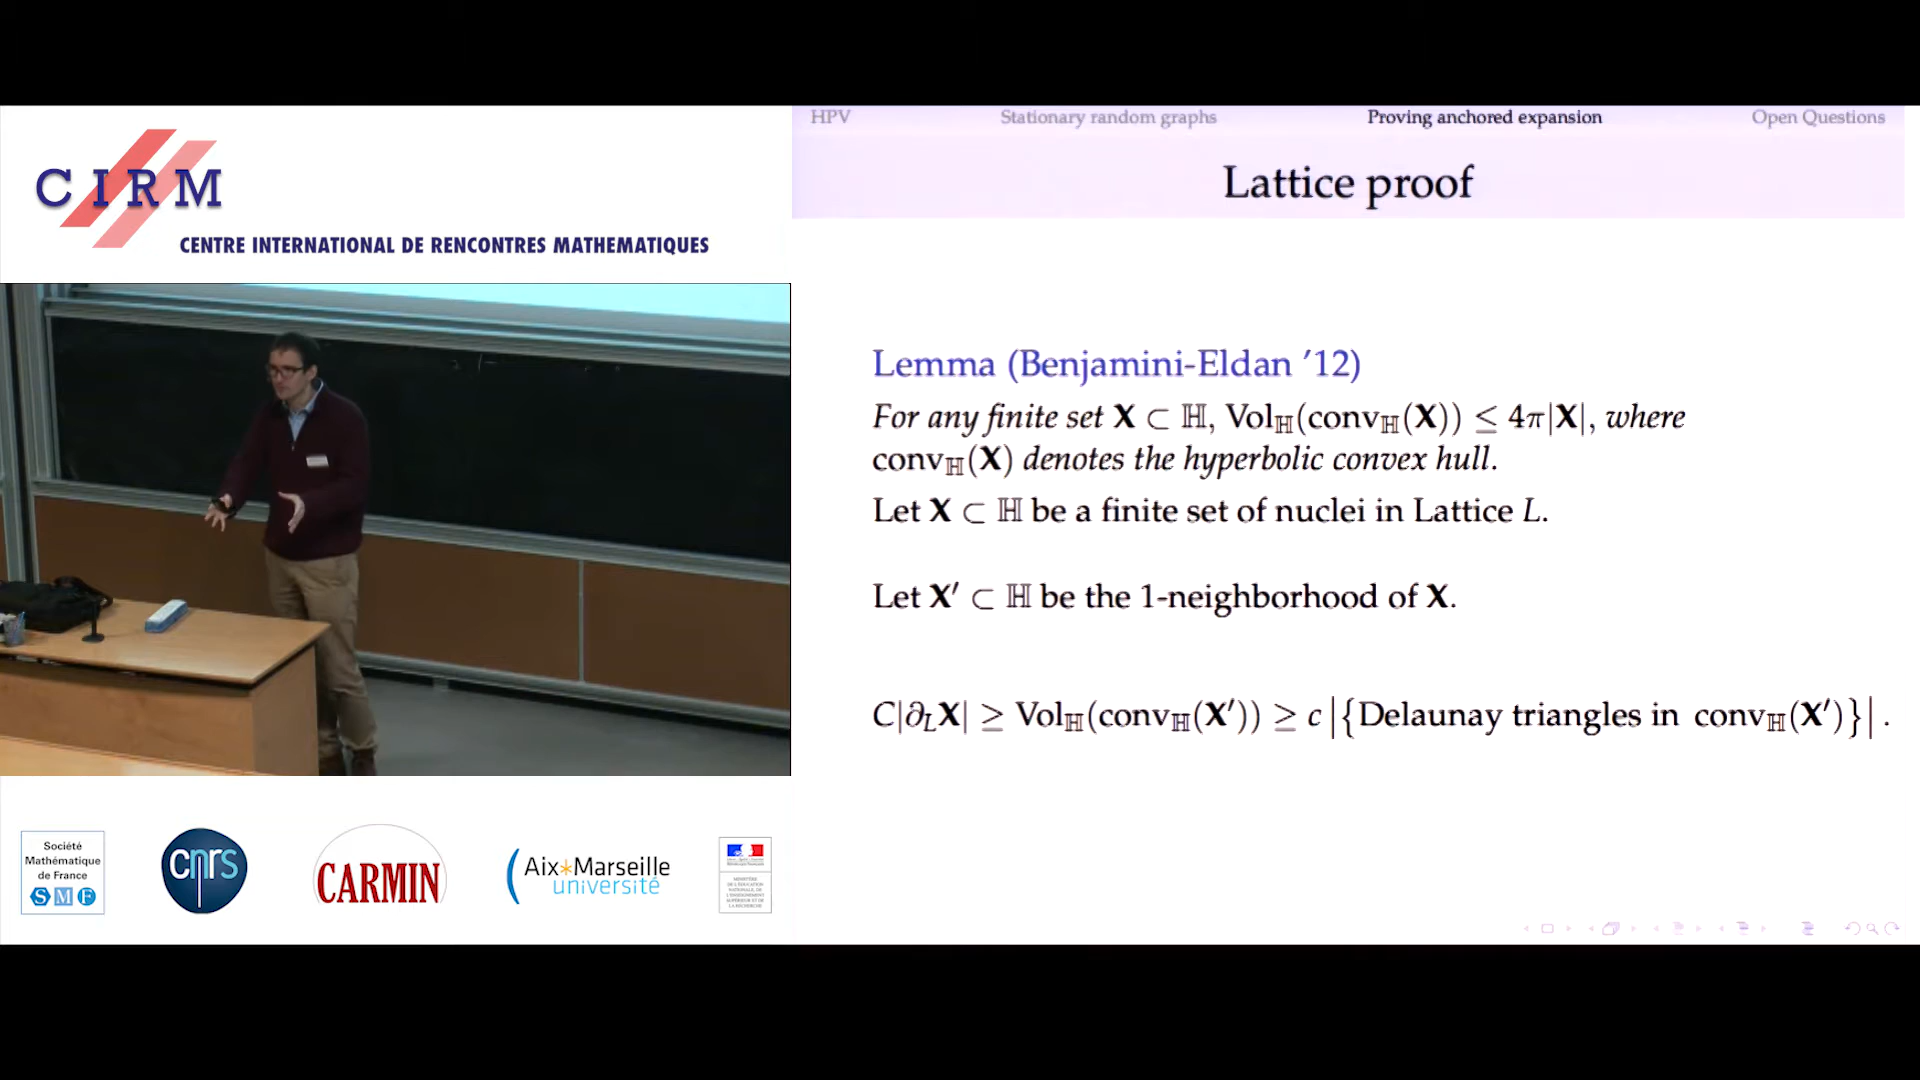 CIRM
CENTRE INTERNATIONAL DE RENCONTRES MATHEMATIQUES
HPV Stationary random graphs Proving anchored expansion Open Questions
Lattice proof
Lemma (Benjamini-Eldan ’12)
For any finite set X ⊂ ℍ, Vol_ℍ(conv_ℍ(X)) ≤ 4π|X|, where
conv_ℍ(X) denotes the hyperbolic convex hull.
Let X ⊂ ℍ be a finite set of nuclei in Lattice L.
Let X′ ⊂ ℍ be the 1-neighborhood of X.
C|∂_L X| ≥ Vol_ℍ(conv_ℍ(X′)) ≥ c |{Delaunay triangles in conv_ℍ(X′)}| .
Société
Mathématique
de France
SMF
cnrs
CARMIN
Aix*Marseille
université